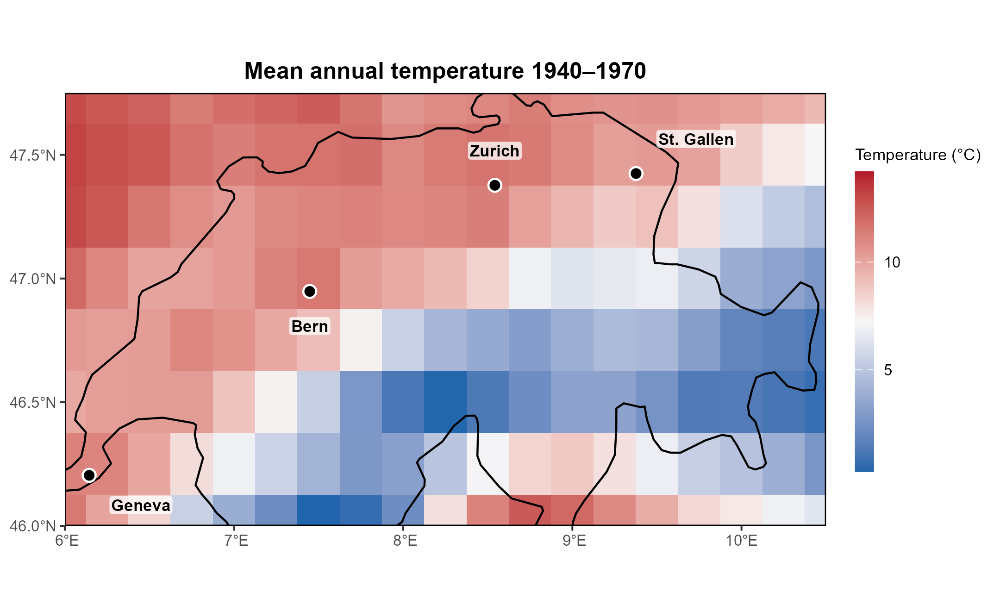 Mean annual temperature 1940–1970
St. Gallen
Zurich
Bern
Geneva
47.5°N
47.0°N
46.5°N
46.0°N
6°E
7°E
8°E
9°E
10°E
Temperature (°C)
10
5